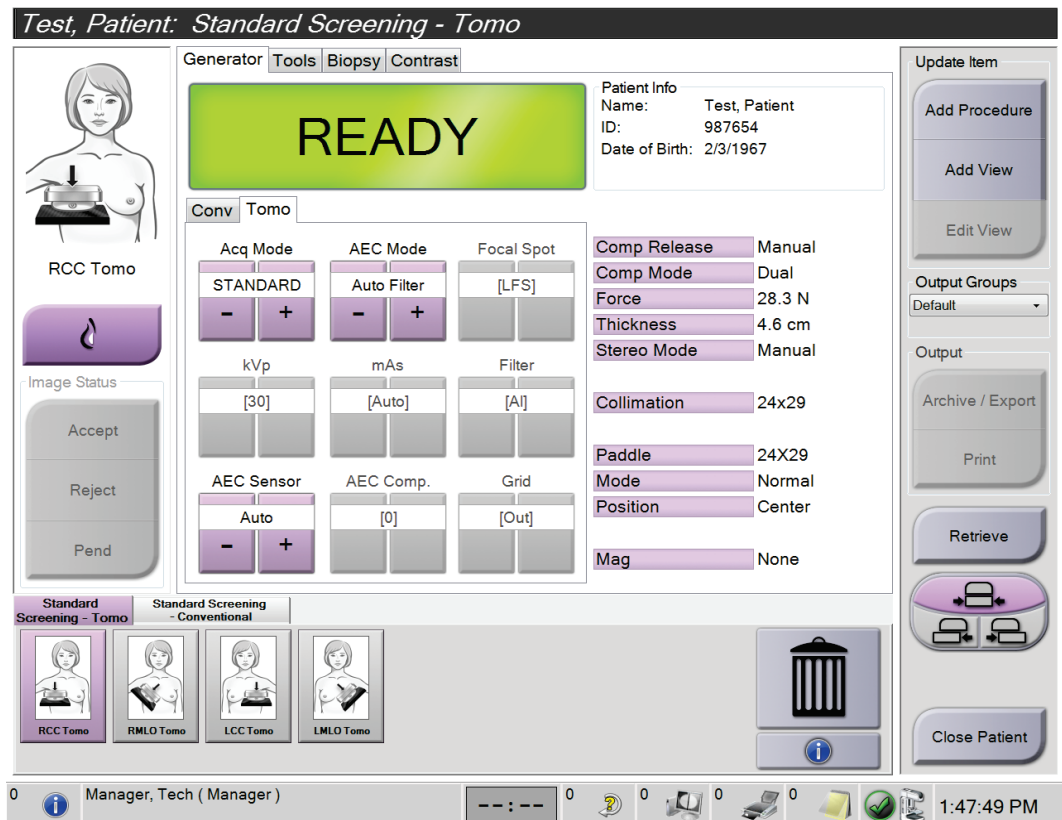 Test, Patient: Standard Screening - Tomo
Generator Tools Biopsy Contrast
READY
Patient Info
Name: Test, Patient
ID: 987654
Date of Birth: 2/3/1967
RCC Tomo
Image Status
Accept
Reject
Pend
Conv Tomo
Acq Mode AEC Mode Focal Spot
STANDARD Auto Filter [LFS]
- + - +
kVp mAs Filter
[30] [Auto] [Al]
AEC Sensor AEC Comp. Grid
Auto [0] [Out]
- +
Comp Release Manual
Comp Mode Dual
Force 28.3 N
Thickness 4.6 cm
Stereo Mode Manual
Collimation 24x29
Paddle 24X29
Mode Normal
Position Center
Mag None
Update Item
Add Procedure
Add View
Edit View
Output Groups
Default
Output
Archive / Export
Print
Retrieve
Close Patient
Standard
Screening - Tomo
Standard Screening
- Conventional
RCC Tomo RMLO Tomo LCC Tomo LMLO Tomo
0 Manager, Tech ( Manager ) --:-- 0 0 0 0 1:47:49 PM